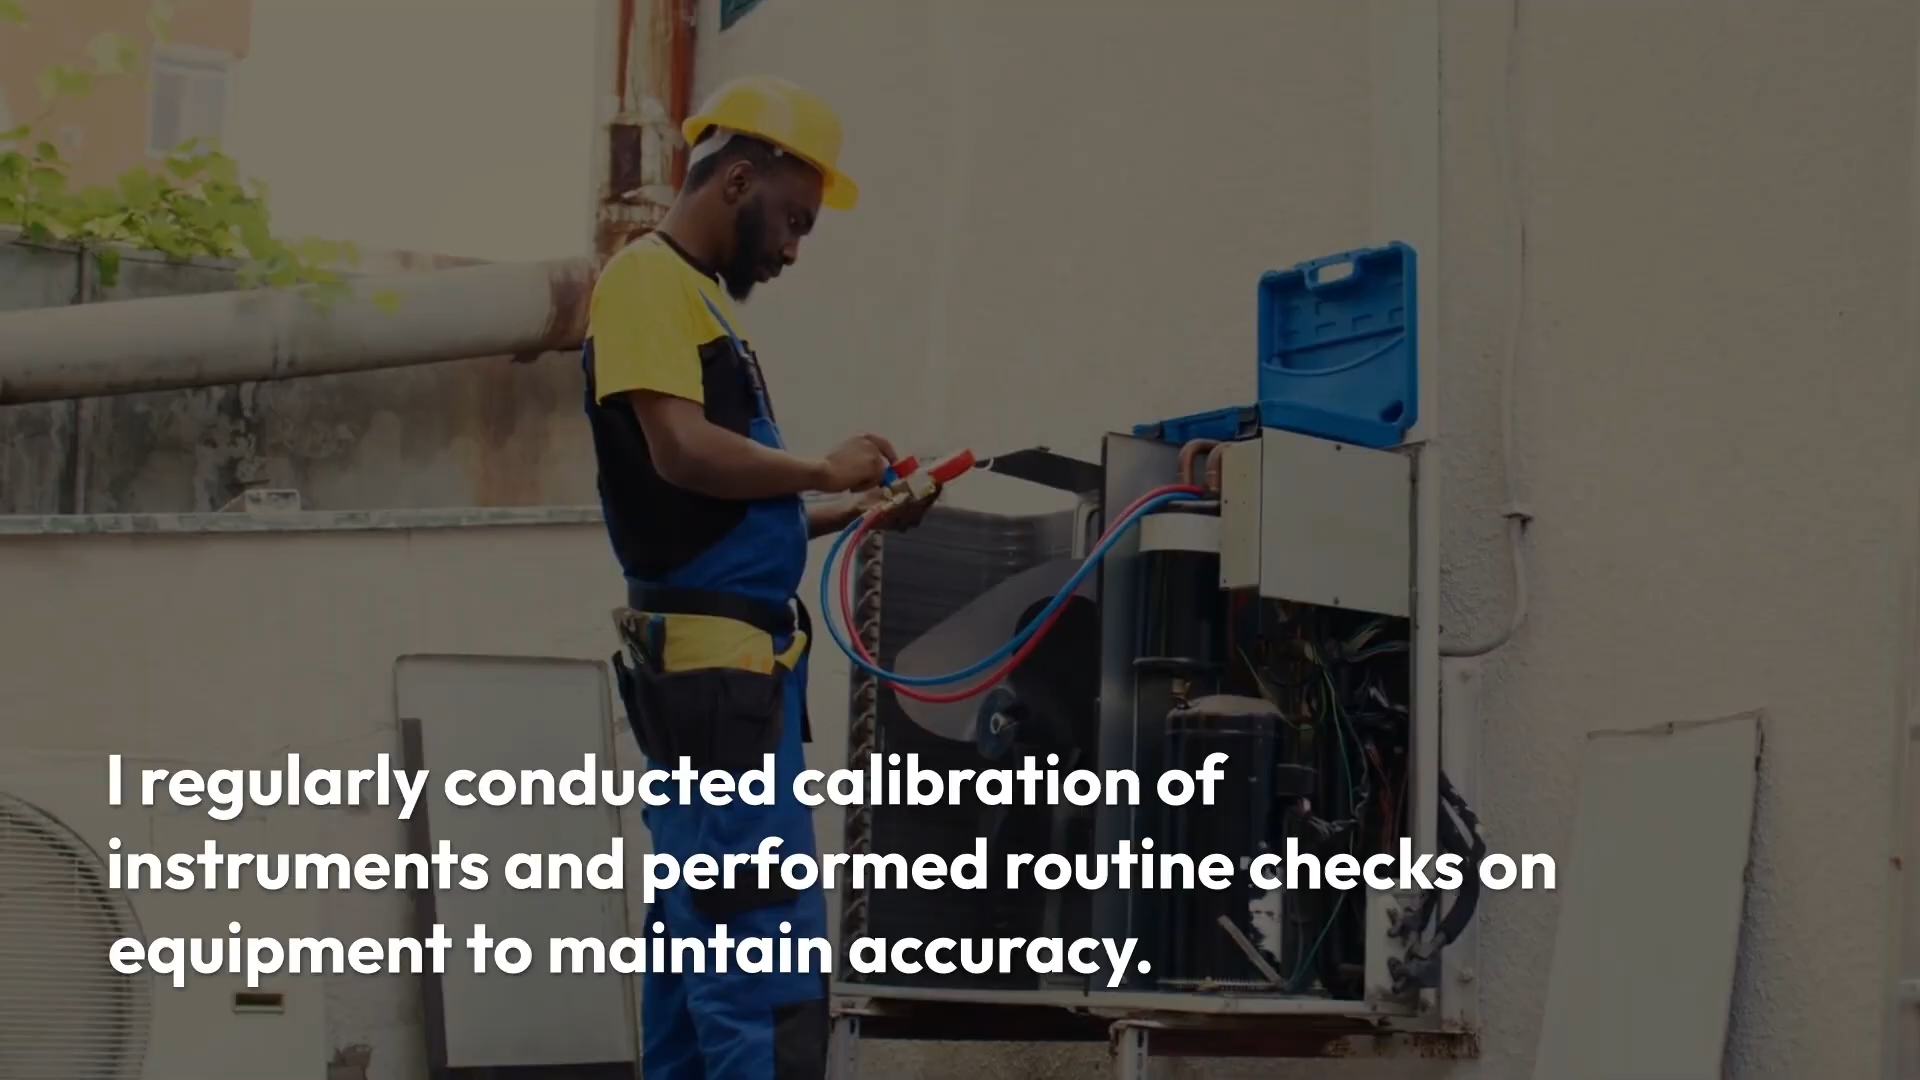 I regularly conducted calibration of
instruments and performed routine checks on
equipment to maintain accuracy.